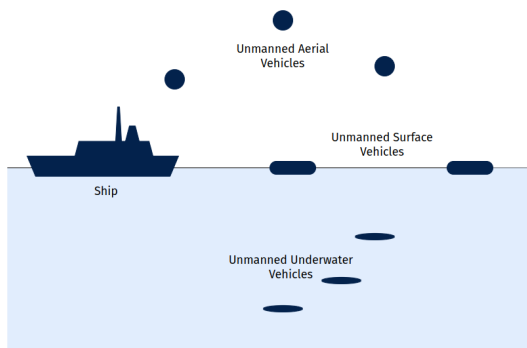 Unmanned Aerial
Vehicles
Unmanned Surface
Vehicles
Ship
Unmanned Underwater
Vehicles